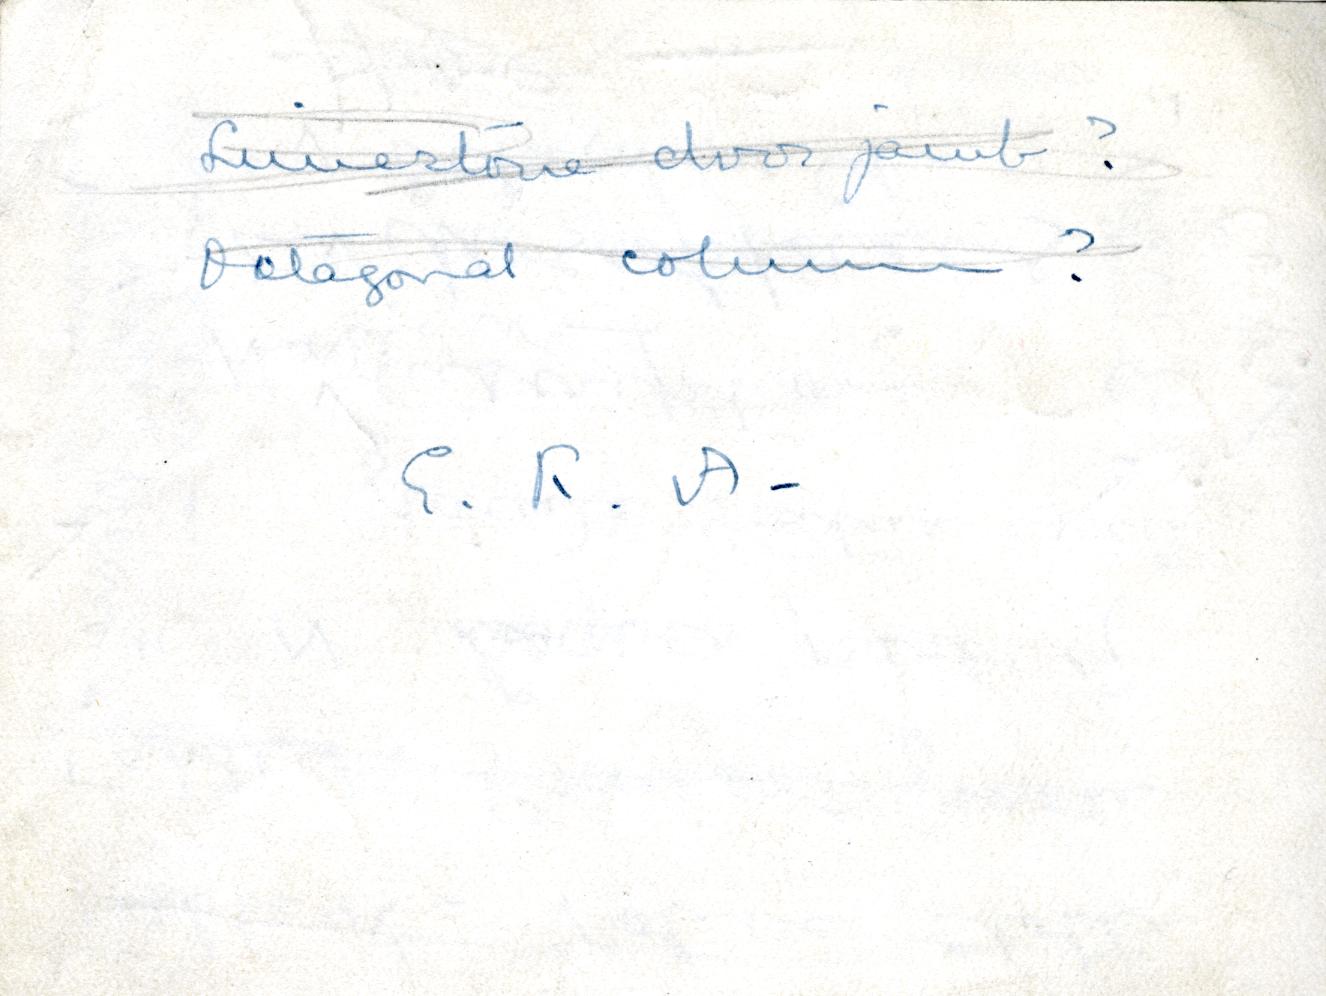 Limestone door jamb ?
Octagonal column ?
E. K. A -